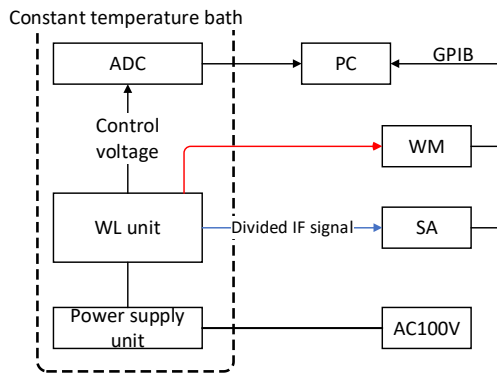 Constant temperature bath
ADC
PC
GPIB
Control
voltage
WM
WL unit
Divided IF signal
SA
Power supply
unit
AC100V